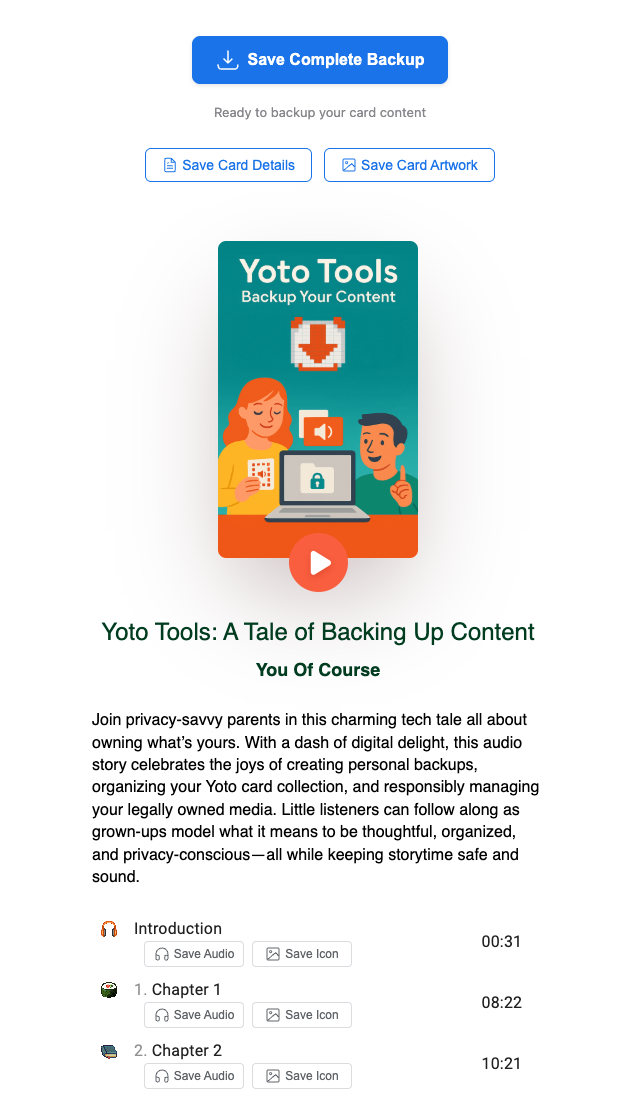 Save Complete Backup
Ready to backup your card content
Save Card Details
Save Card Artwork
Yoto Tools
Backup Your Content
Yoto Tools: A Tale of Backing Up Content
You Of Course
Join privacy-savvy parents in this charming tech tale all about
owning what’s yours. With a dash of digital delight, this audio
story celebrates the joys of creating personal backups,
organizing your Yoto card collection, and responsibly managing
your legally owned media. Little listeners can follow along as
grown-ups model what it means to be thoughtful, organized,
and privacy-conscious—all while keeping storytime safe and
sound.
Introduction
00:31
Save Audio
Save Icon
1. Chapter 1
08:22
Save Audio
Save Icon
2. Chapter 2
10:21
Save Audio
Save Icon